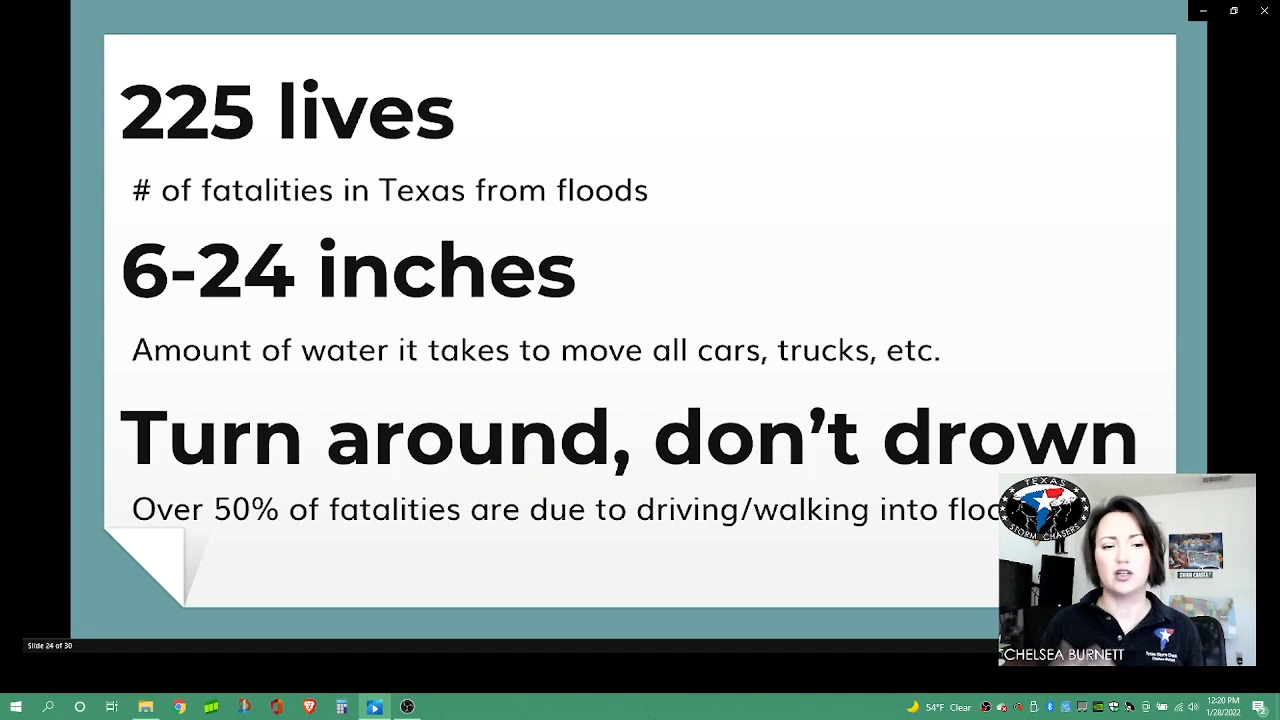 225 lives
# of fatalities in Texas from floods
6-24 inches
Amount of water it takes to move all cars, trucks, etc.
Turn around, don’t drown
Over 50% of fatalities are due to driving/walking into
TEXAS
STORM CHASERS
CHELSEA BURNETT
Slide 24 of 30
54°F Clear
12:20 PM
1/28/2022
2